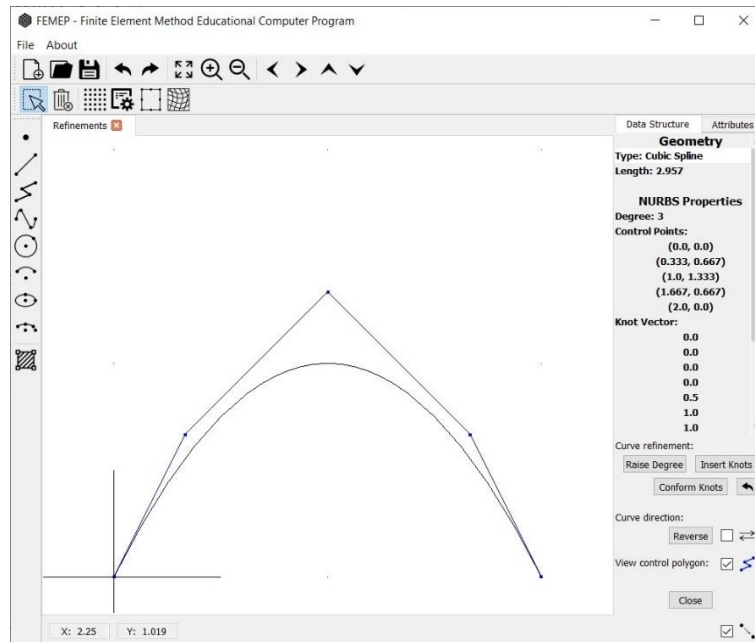 FEMEP - Finite Element Method Educational Computer Program
File About
Refinements
Data Structure Attributes
Geometry
Type: Cubic Spline
Length: 2.957
NURBS Properties
Degree: 3
Control Points:
(0.0, 0.0)
(0.333, 0.667)
(1.0, 1.333)
(1.667, 0.667)
(2.0, 0.0)
Knot Vector:
0.0
0.0
0.0
0.0
0.5
1.0
1.0
Curve refinement:
Raise Degree Insert Knots
Conform Knots
Curve direction:
Reverse
View control polygon:
Close
X: 2.25 Y: 1.019